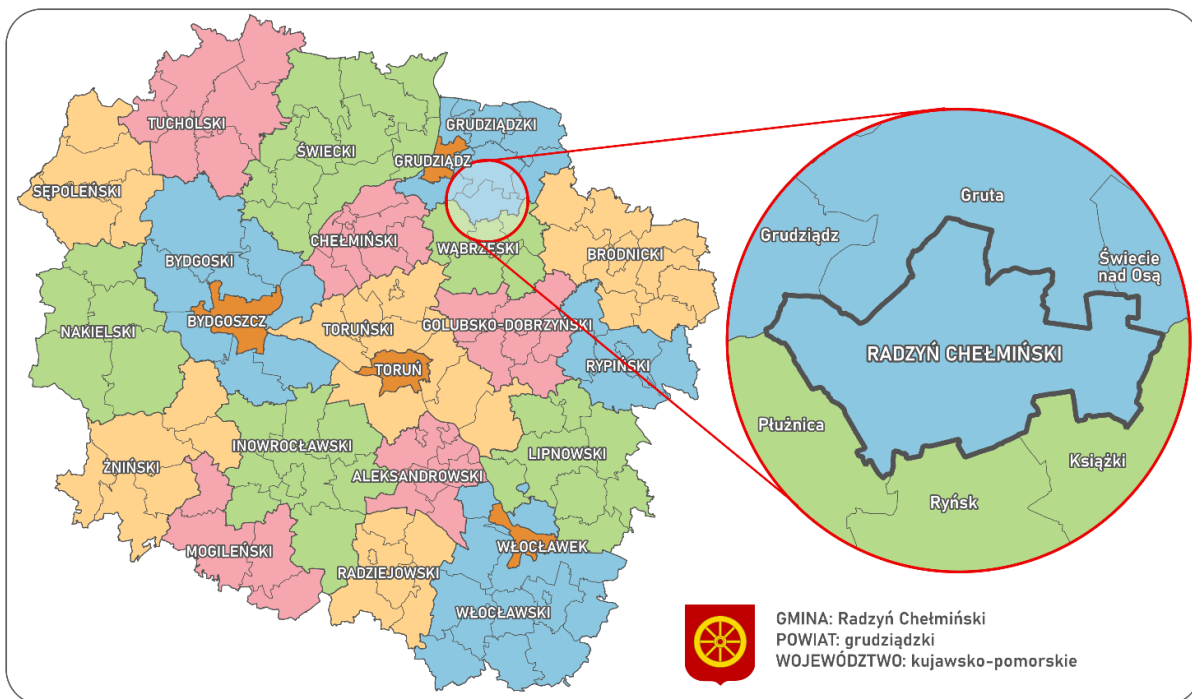 TUCHOLSKI
ŚWIECKI
GRUDZIĄDZKI
GRUDZIĄDZ
SĘPOLEŃSKI
CHEŁMIŃSKI
WĄBRZESKI
BRODNICKI
BYDGOSKI
BYDGOSZCZ
NAKIELSKI
TORUŃSKI
GOLUBSKO-DOBRZYŃSKI
TORUŃ
RYPIŃSKI
INOWROCŁAWSKI
LIPNOWSKI
ŻNIŃSKI
ALEKSANDROWSKI
MOGILEŃSKI
WŁOCŁAWEK
RADZIEJOWSKI
WŁOCŁAWSKI
Gruta
Grudziądz
Świecie
nad Osą
RADZYŃ CHEŁMIŃSKI
Płużnica
Książki
Ryńsk
GMINA: Radzyń Chełmiński
POWIAT: grudziądzki
WOJEWÓDZTWO: kujawsko-pomorskie